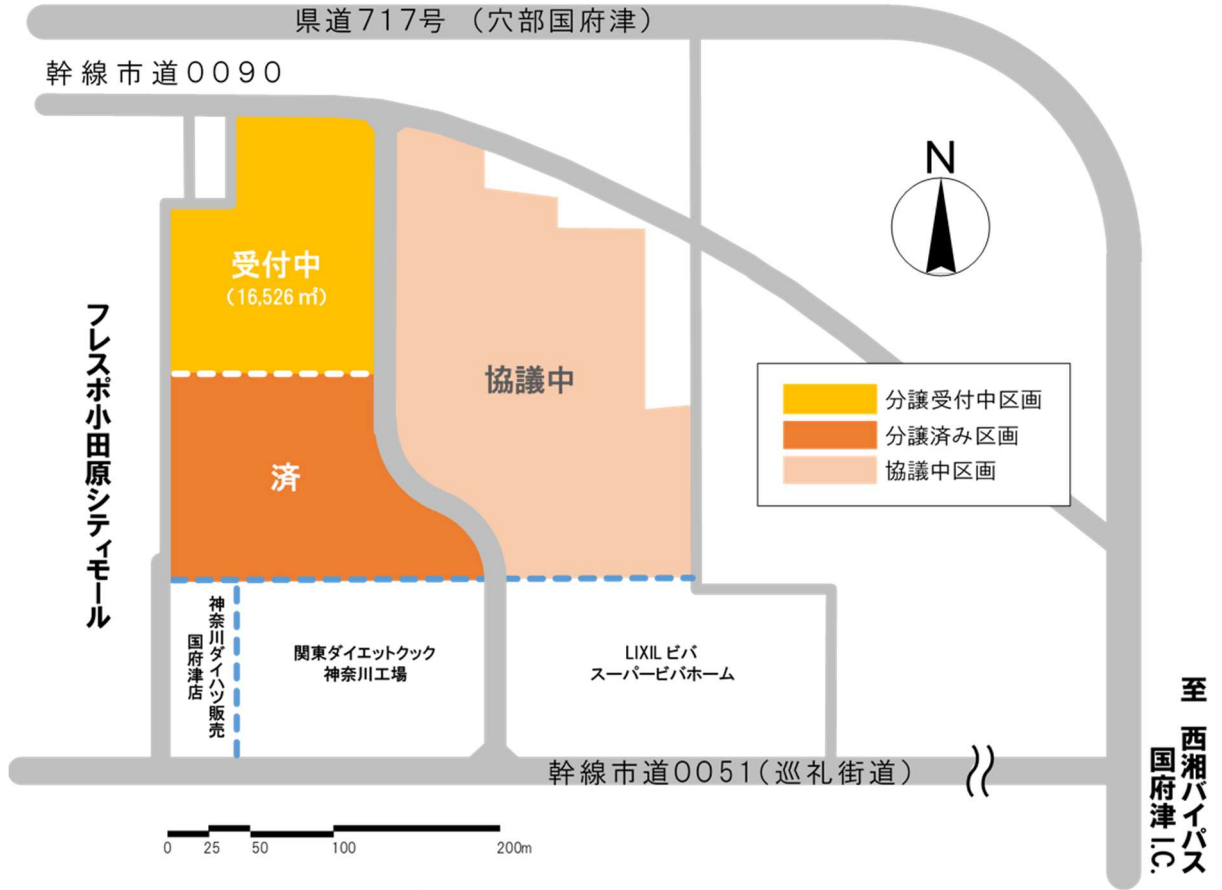 県道717号 (穴部国府津)
幹線市道0090
N
受付中
(16,526㎡)
フレスポ小田原シティモール
協議中
分譲受付中区画
分譲済み区画
協議中区画
済
神奈川ダイハツ販売
国府津店
関東ダイエットクック
神奈川工場
LIXILビバ
スーパービバホーム
至 西湘バイパス
国府津I.C.
幹線市道0051(巡礼街道)
0 25 50 100 200m